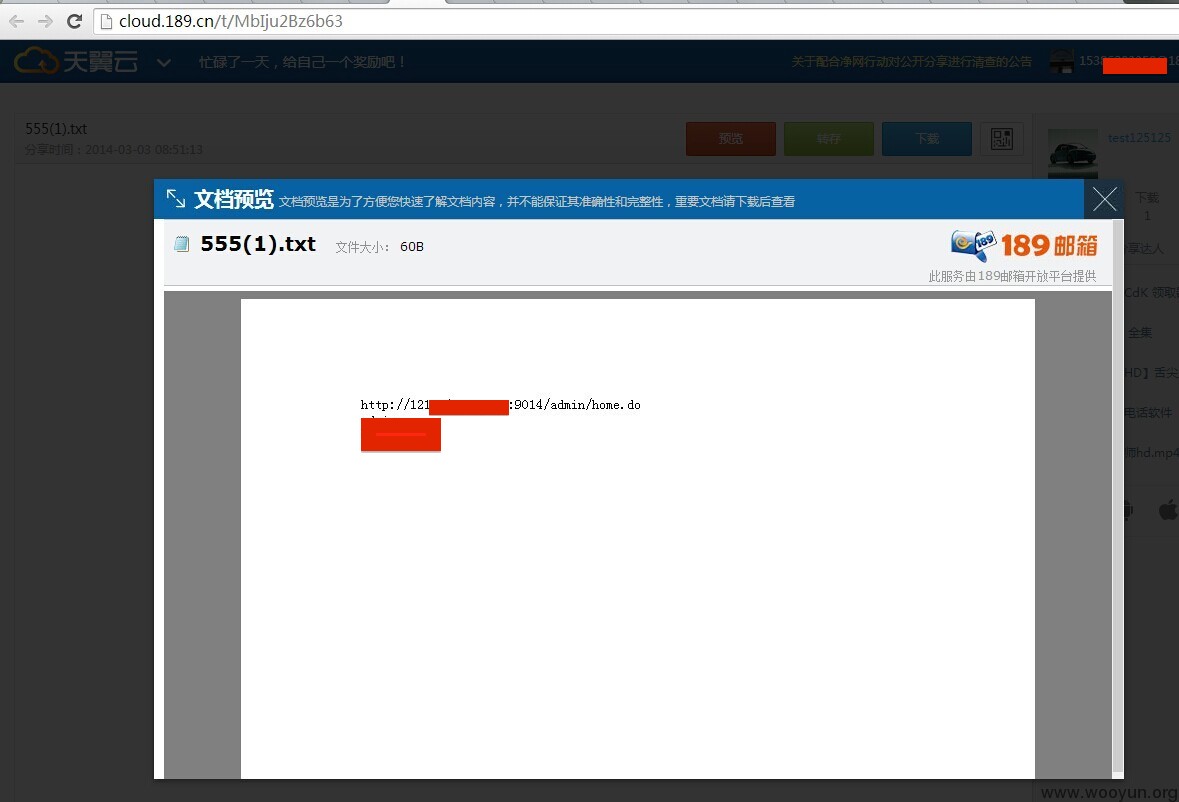 cloud.189.cn/t/MbIju2Bz6b63
天翼云 忙碌了一天，给自己一个奖励吧！ 关于配合净网行动对公开分享进行清查的公告
555(1).txt
分享时间：2014-03-03 08:51:13
预览 转存 下载
test125125
下载
1
文档预览 文档预览是为了方便您快速了解文档内容，并不能保证其准确性和完整性，重要文档请下载后查看
555(1).txt 文件大小： 60B
189邮箱
此服务由189邮箱开放平台提供
享达人
CdK 领取
全集
HD】舌尖
电话软件
师hd.mp4
http://121 :9014/admin/home.do
www.wooyun.org